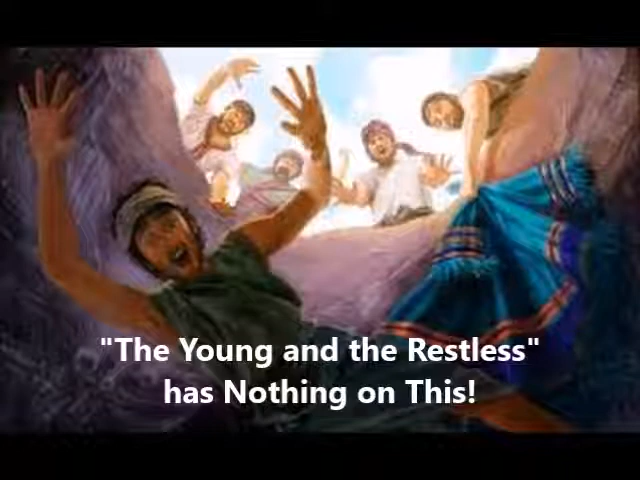 "The Young and the Restless"
has Nothing on This!